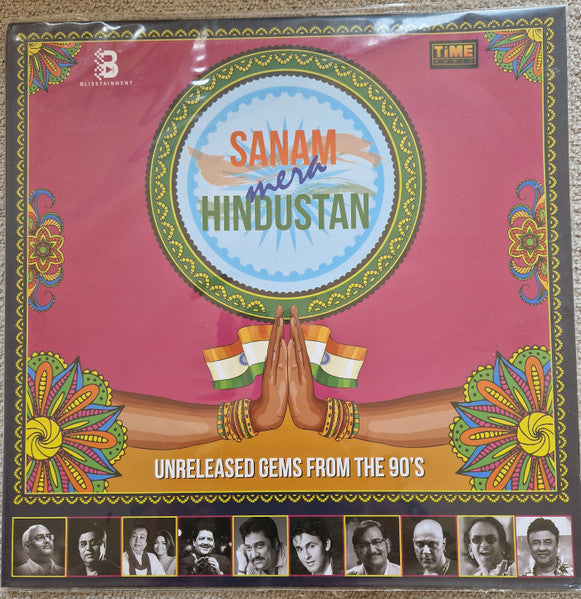 B
BLISSTAINMENT
TiME
AUDIO
SANAM
mera
HINDUSTAN
UNRELEASED GEMS FROM THE 90'S